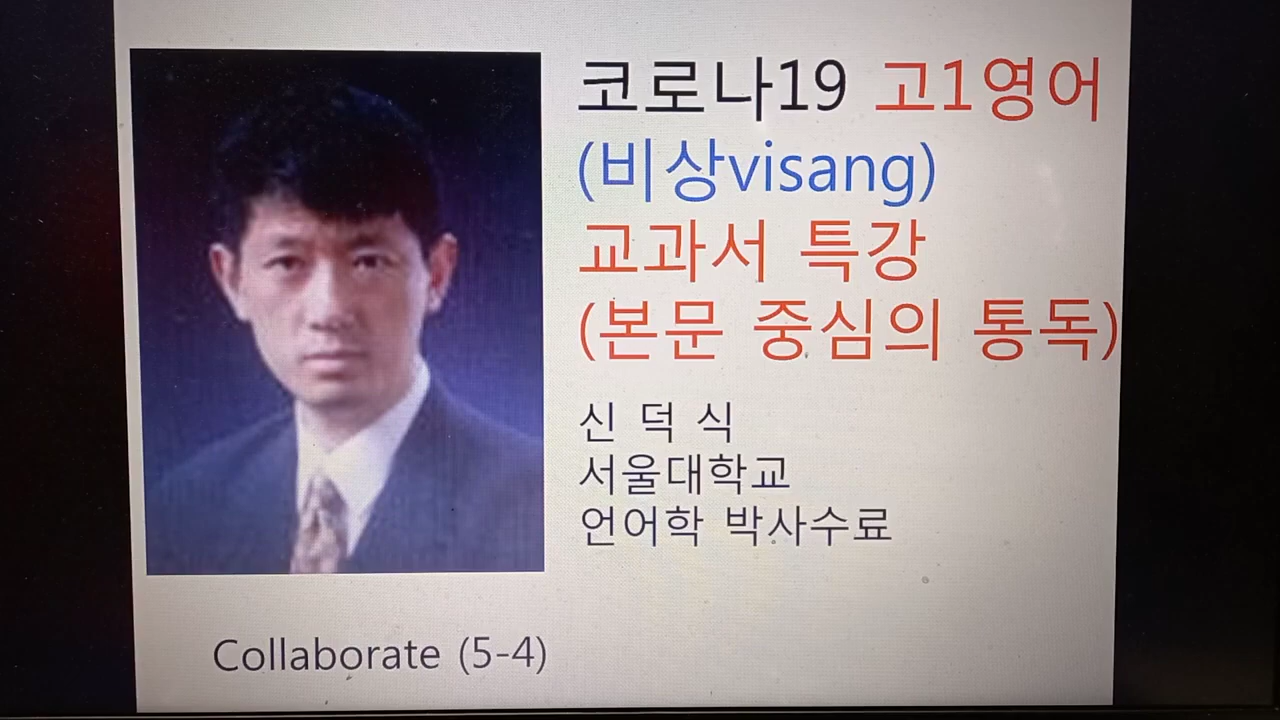 코로나19 고1영어
(비상visang)
교과서 특강
(본문 중심의 통독)
신 덕 식
서울대학교
언어학 박사수료
Collaborate (5-4)